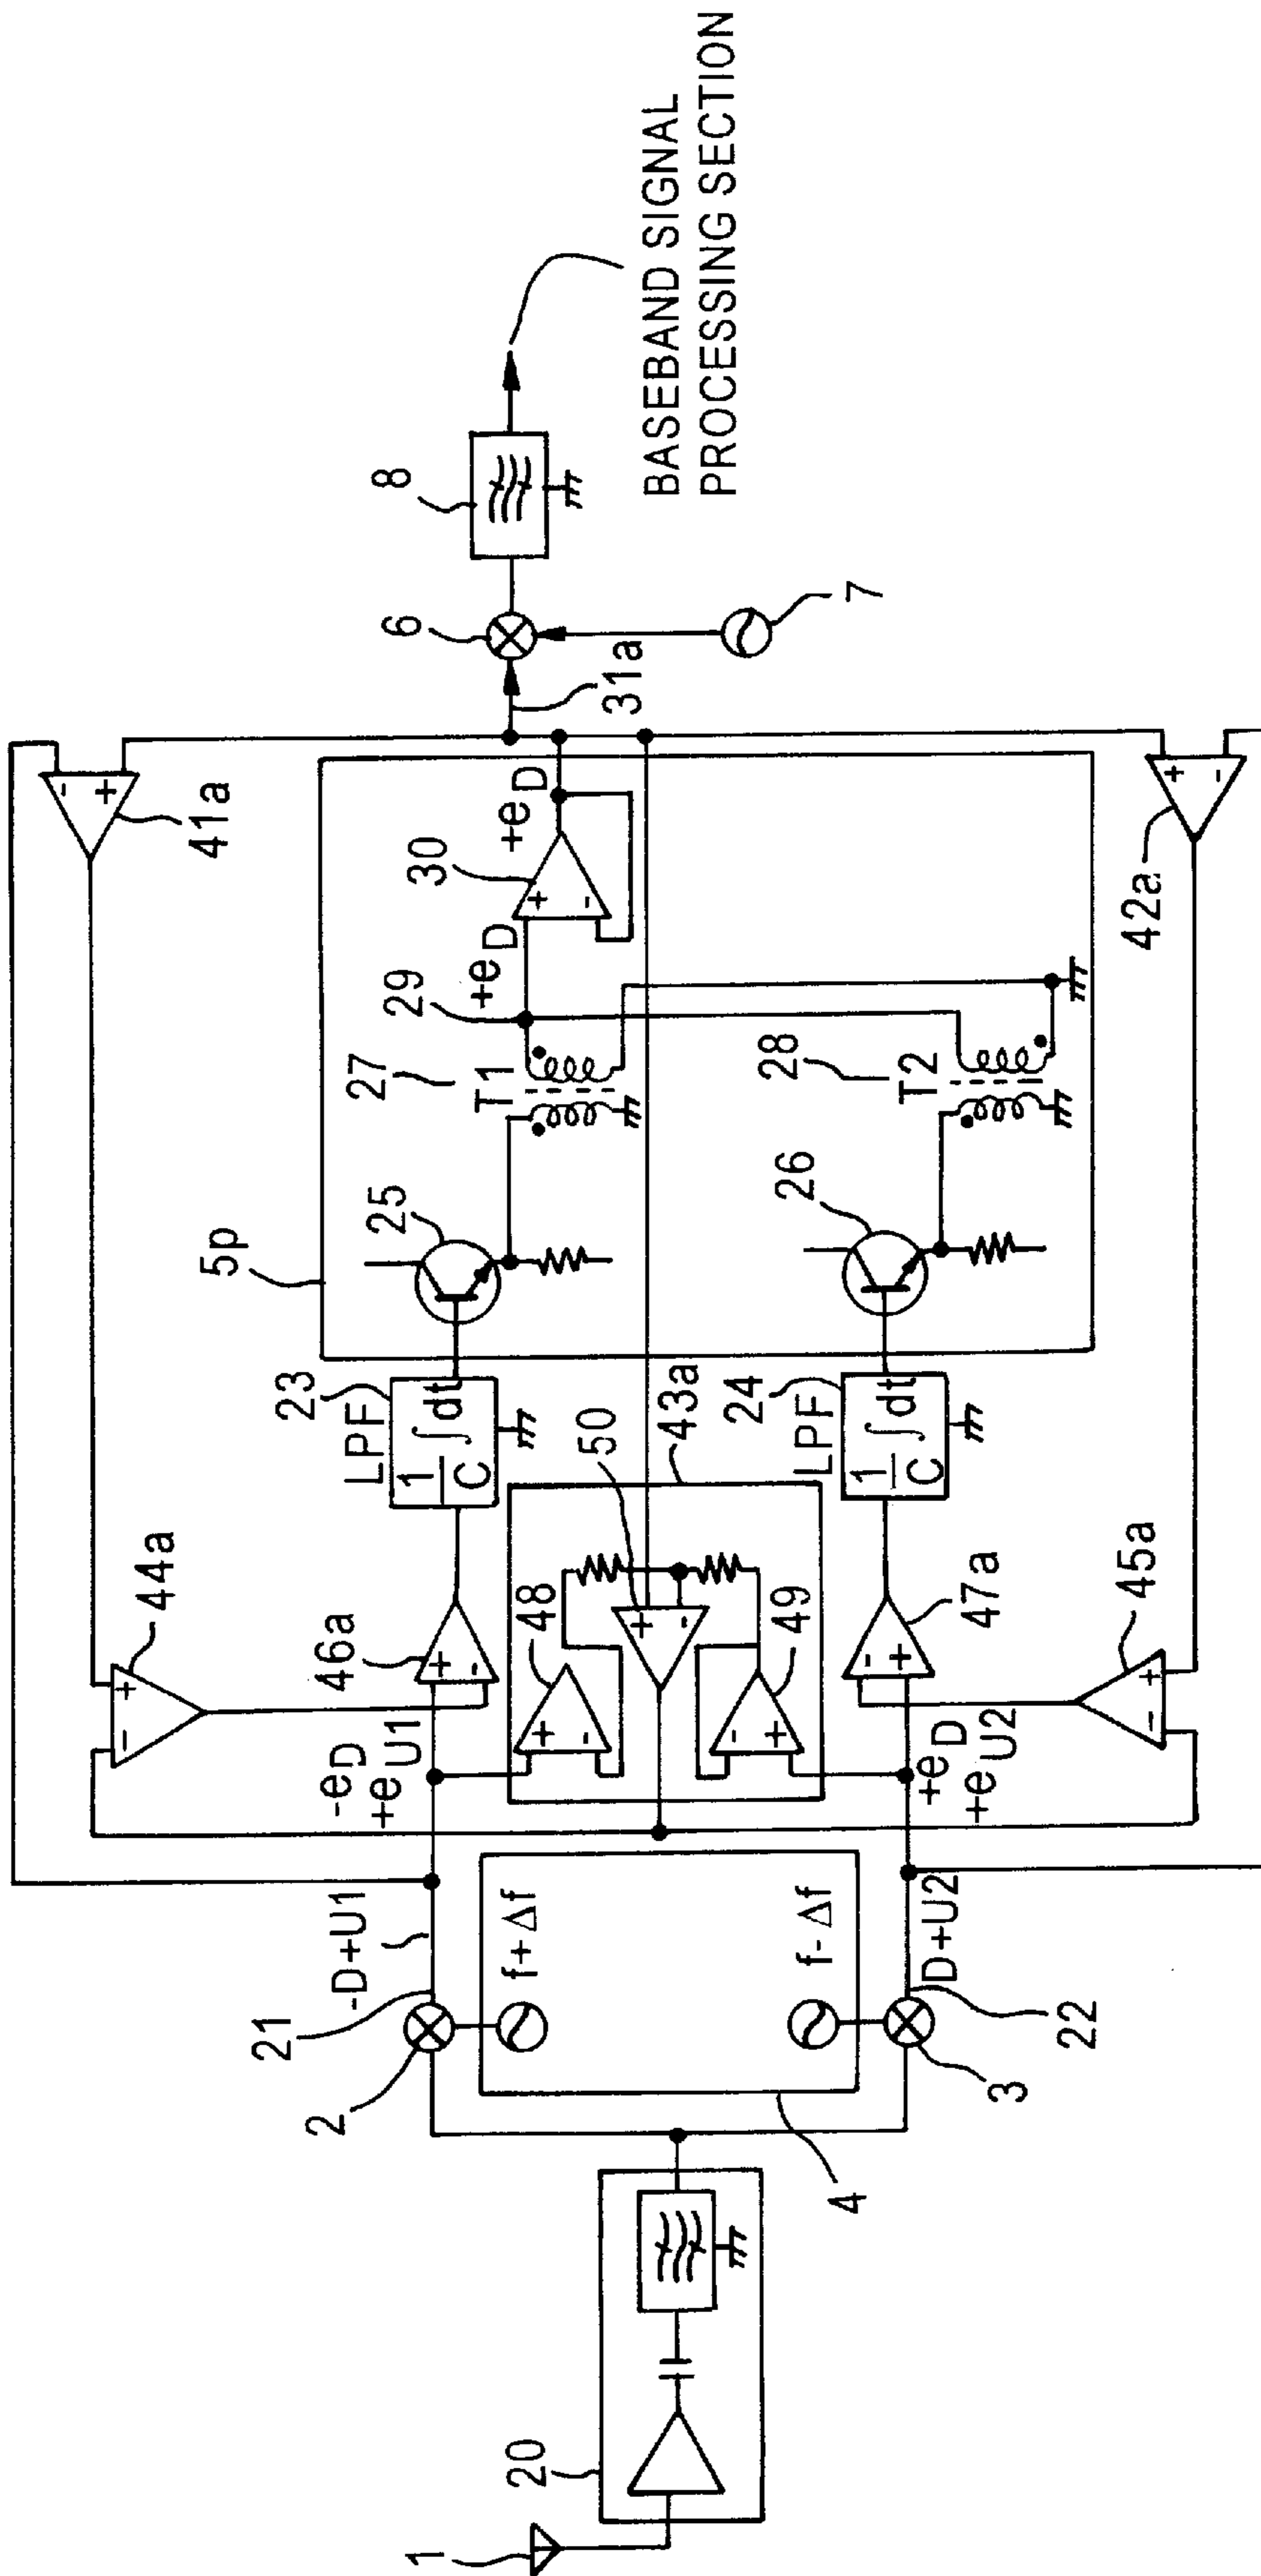 1
20
2
21
-D+U1
f+Δf
f-Δf
4
3
22
D+U2
-eD
+eU1
+eD
+eU2
44a
46a
48
50
49
43a
47a
45a
23
LPF
1/C ∫dt
24
LPF
1/C ∫dt
5p
25
26
27
T1
28
T2
29
+eD
30
+eD
41a
42a
31a
6
7
8
BASEBAND SIGNAL
PROCESSING SECTION
+
-
+
-
+
-
+
-
+
-
+
-
+
-
+
-
+
-
+
-